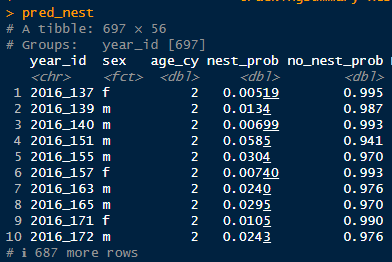 > pred_nest
# A tibble: 697 × 56
# Groups: year_id [697]
year_id sex age_cy nest_prob no_nest_prob
<chr> <fct> <dbl> <dbl> <dbl>
1 2016_137 f 2 0.00519 0.995
2 2016_139 m 2 0.0134 0.987
3 2016_140 m 2 0.00699 0.993
4 2016_151 m 2 0.0585 0.941
5 2016_155 m 2 0.0304 0.970
6 2016_157 f 2 0.00740 0.993
7 2016_163 m 2 0.0240 0.976
8 2016_165 m 2 0.0295 0.970
9 2016_171 f 2 0.0105 0.990
10 2016_172 m 2 0.0243 0.976
# ℹ 687 more rows